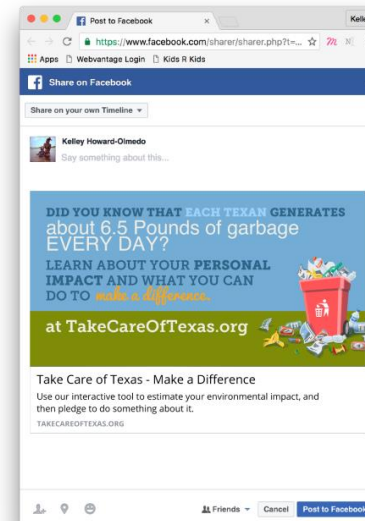 Post to Facebook
Kelle
https://www.facebook.com/sharer/sharer.php?t=...
Apps Webvantage Login Kids R Kids
Share on Facebook
Share on your own Timeline
Kelley Howard-Olmedo
Say something about this...
DID YOU KNOW THAT EACH TEXAN GENERATES
about 6.5 Pounds of garbage
EVERY DAY?
LEARN ABOUT YOUR PERSONAL
IMPACT AND WHAT YOU CAN
DO TO make a difference.
at TakeCareOfTexas.org
Take Care of Texas - Make a Difference
Use our interactive tool to estimate your environmental impact, and
then pledge to do something about it.
TAKECAREOFTEXAS.ORG
Friends Cancel Post to Facebook